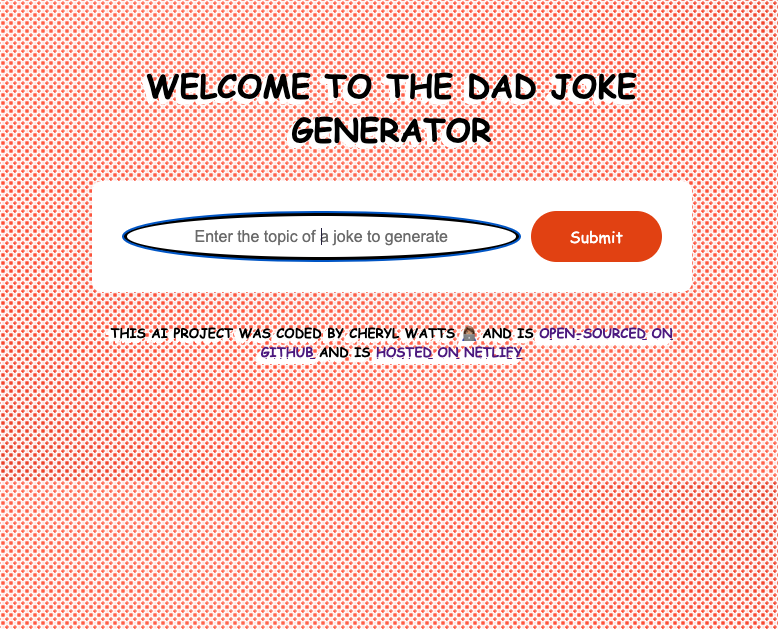 WELCOME TO THE DAD JOKE
GENERATOR
Enter the topic of a joke to generate
Submit
THIS AI PROJECT WAS CODED BY CHERYL WATTS 👩🏽‍💻 AND IS OPEN-SOURCED ON
GITHUB AND IS HOSTED ON NETLIFY